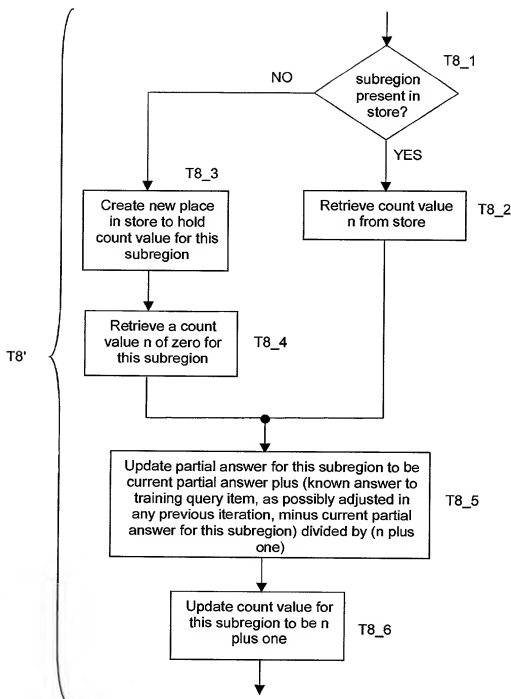 T8_1
subregion
present in
store?
NO
YES
T8_3
Create new place
in store to hold
count value for this
subregion
Retrieve count value
n from store
T8_2
Retrieve a count
value n of zero for
this subregion
T8_4
T8'
Update partial answer for this subregion to be
current partial answer plus (known answer to
training query item, as possibly adjusted in
any previous iteration, minus current partial
answer for this subregion) divided by (n plus
one)
T8_5
Update count value for
this subregion to be n
plus one
T8_6